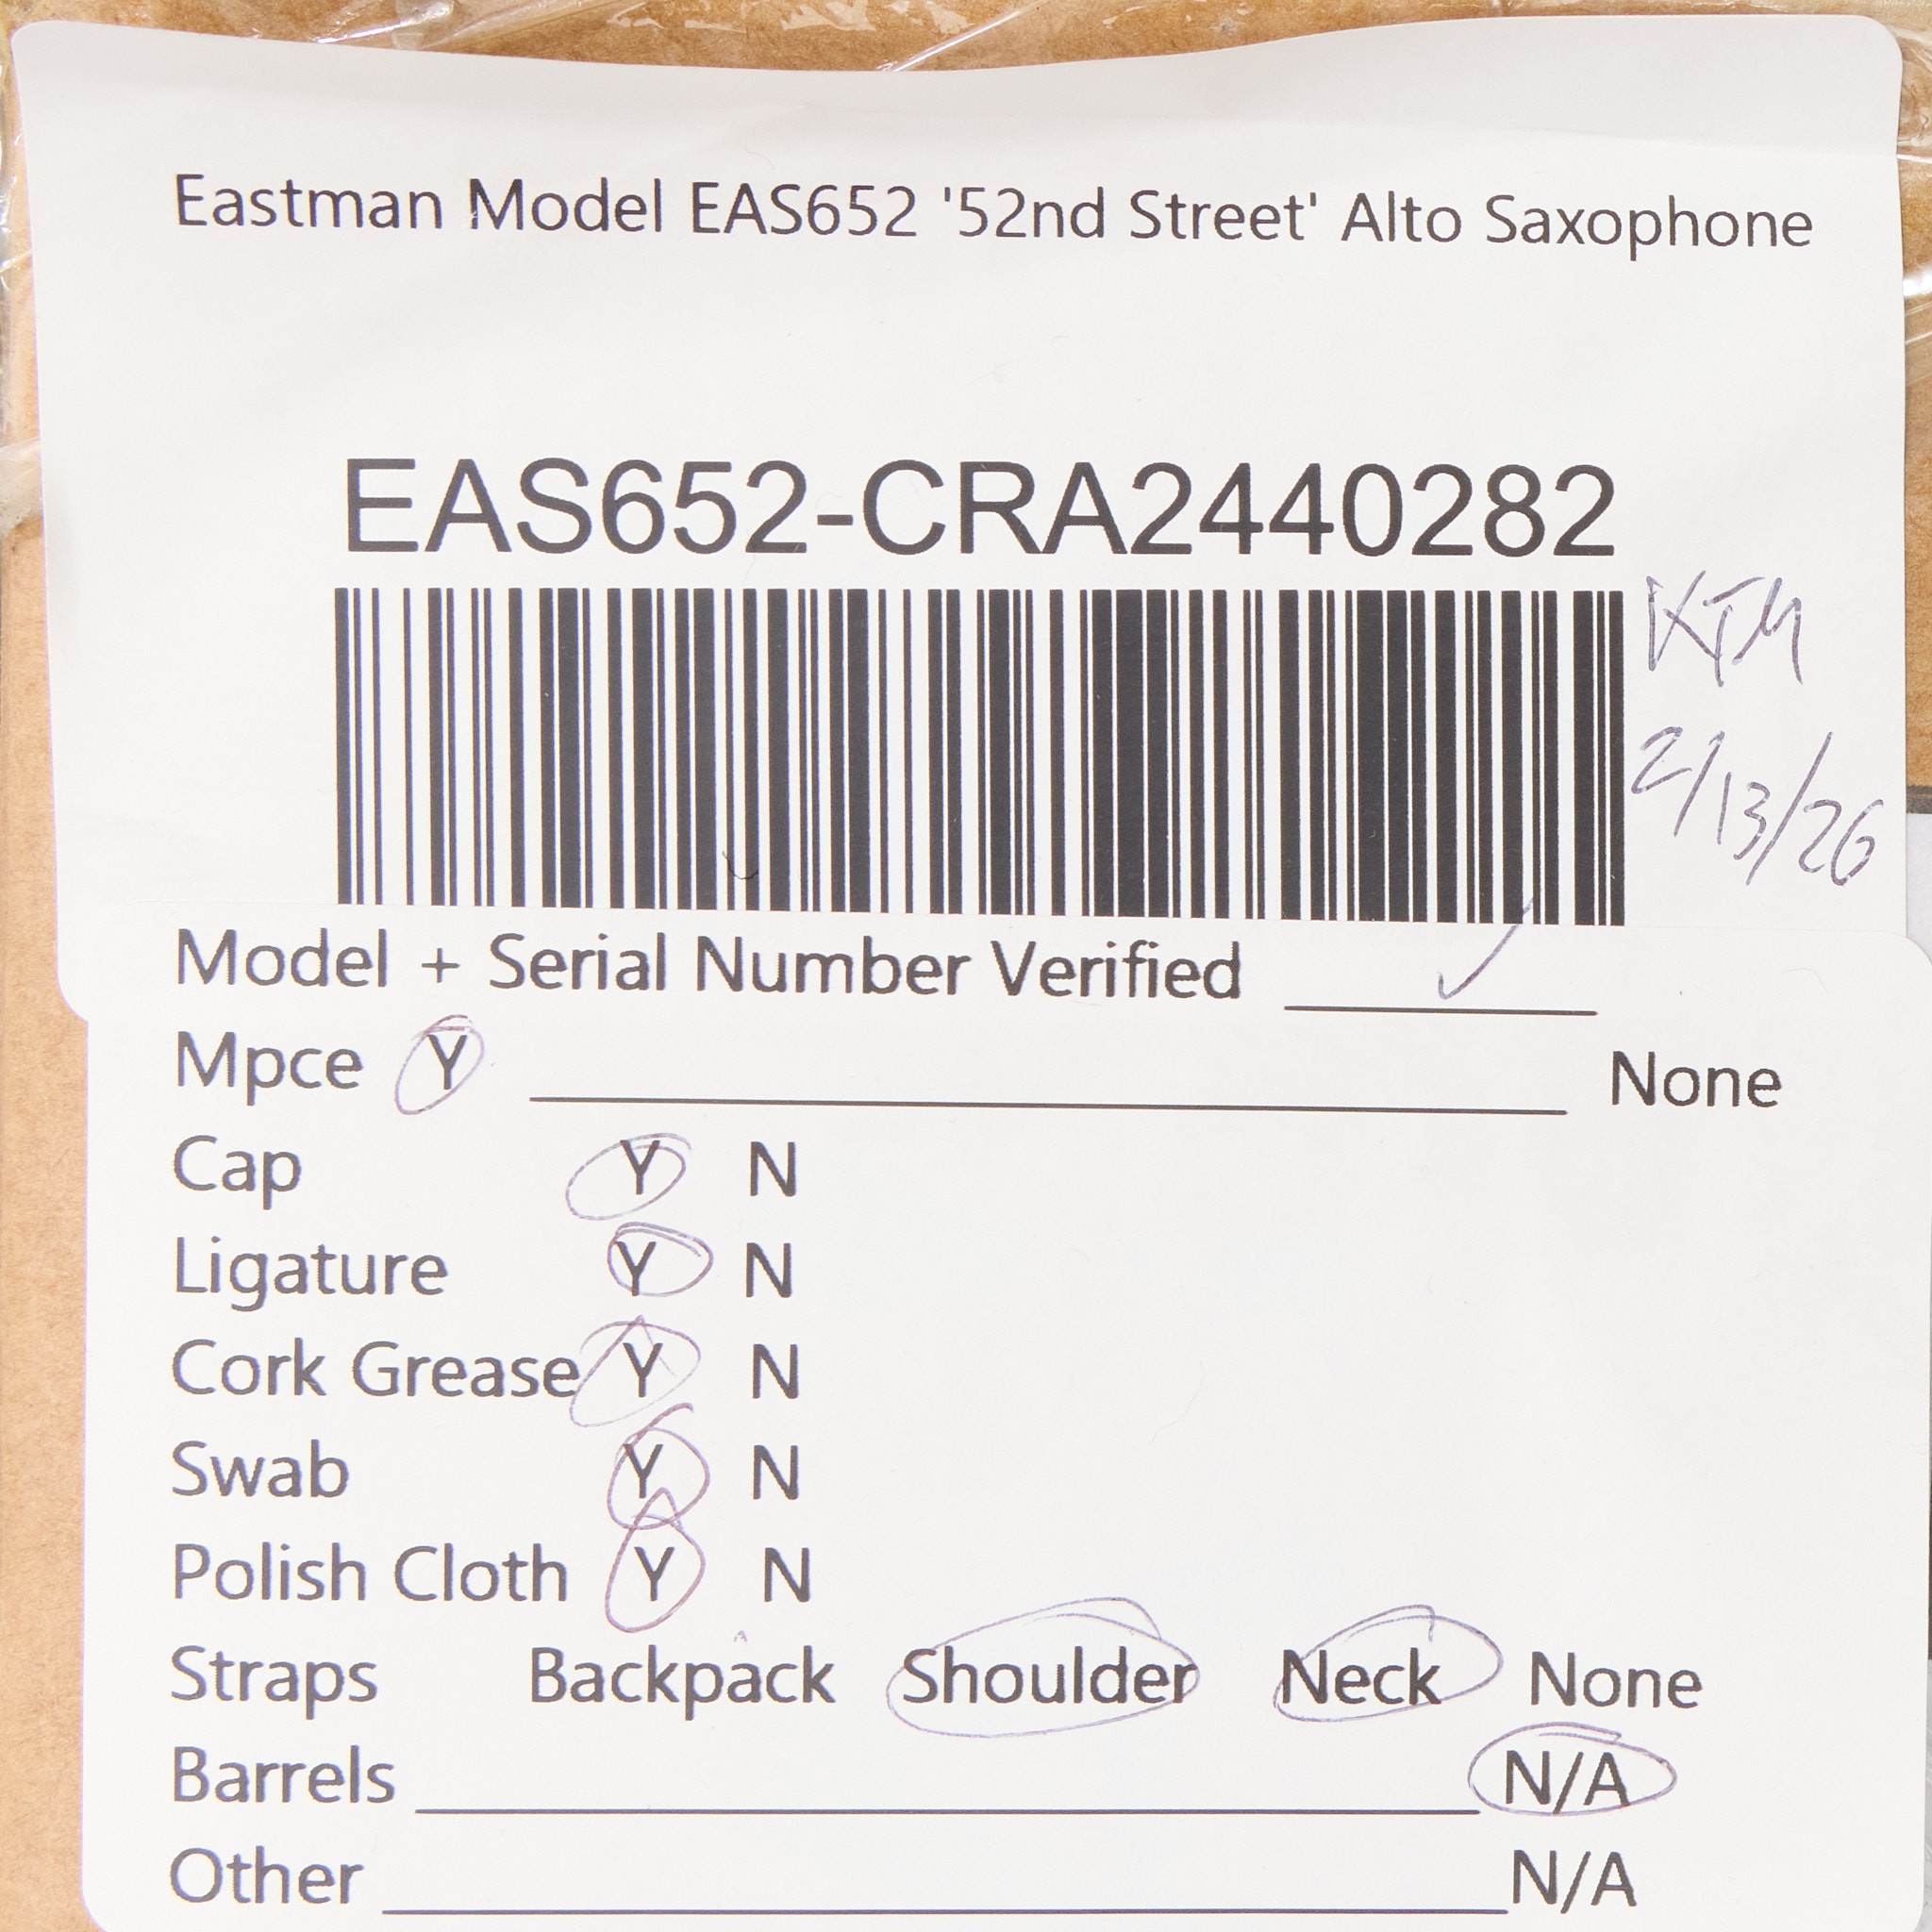 Eastman Model EAS652 '52nd Street' Alto Saxophone
EAS652-CRA2440282
KTM
2/13/26
Model + Serial Number Verified ✓
Mpce Y None
Cap Y N
Ligature Y N
Cork Grease Y N
Swab Y N
Polish Cloth Y N
Straps Backpack Shoulder Neck None
Barrels N/A
Other N/A